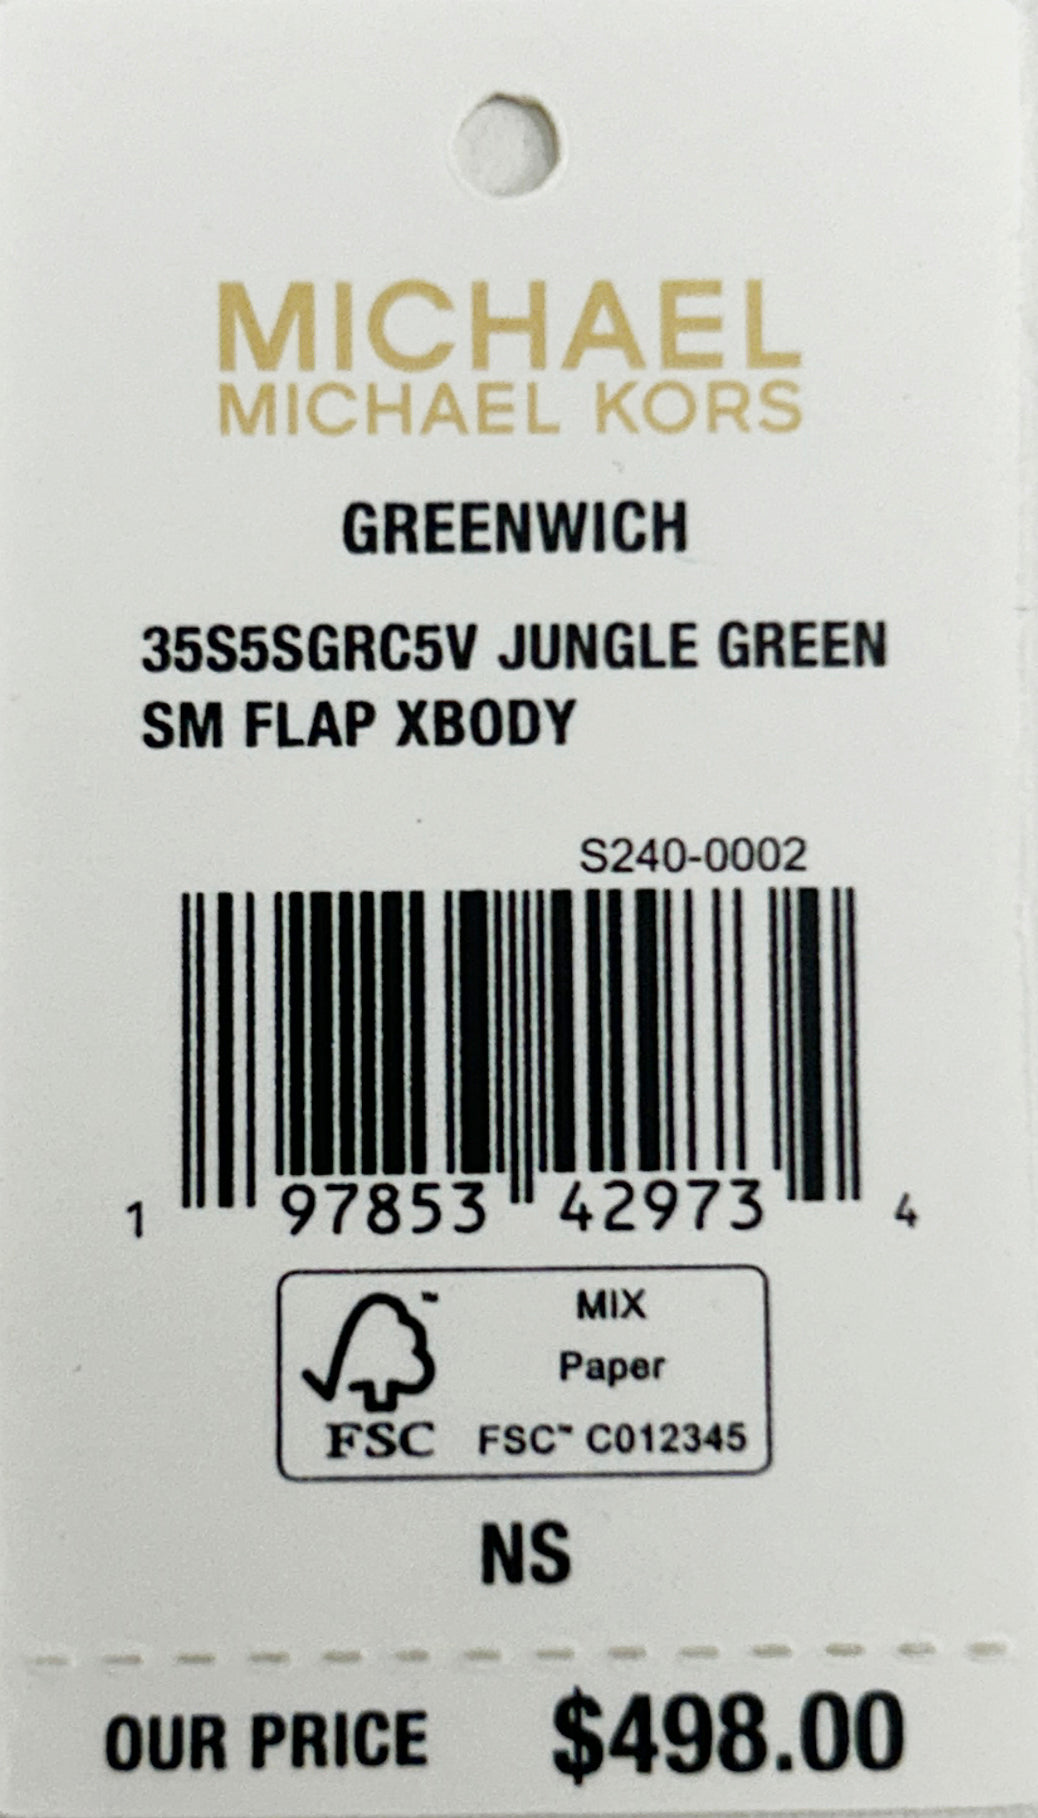 MICHAEL
MICHAEL KORS
GREENWICH
35S5SGRC5V JUNGLE GREEN
SM FLAP XBODY
S240-0002
1 97853 42973 4
MIX
Paper
FSC™ C012345
™
FSC
NS
OUR PRICE $498.00